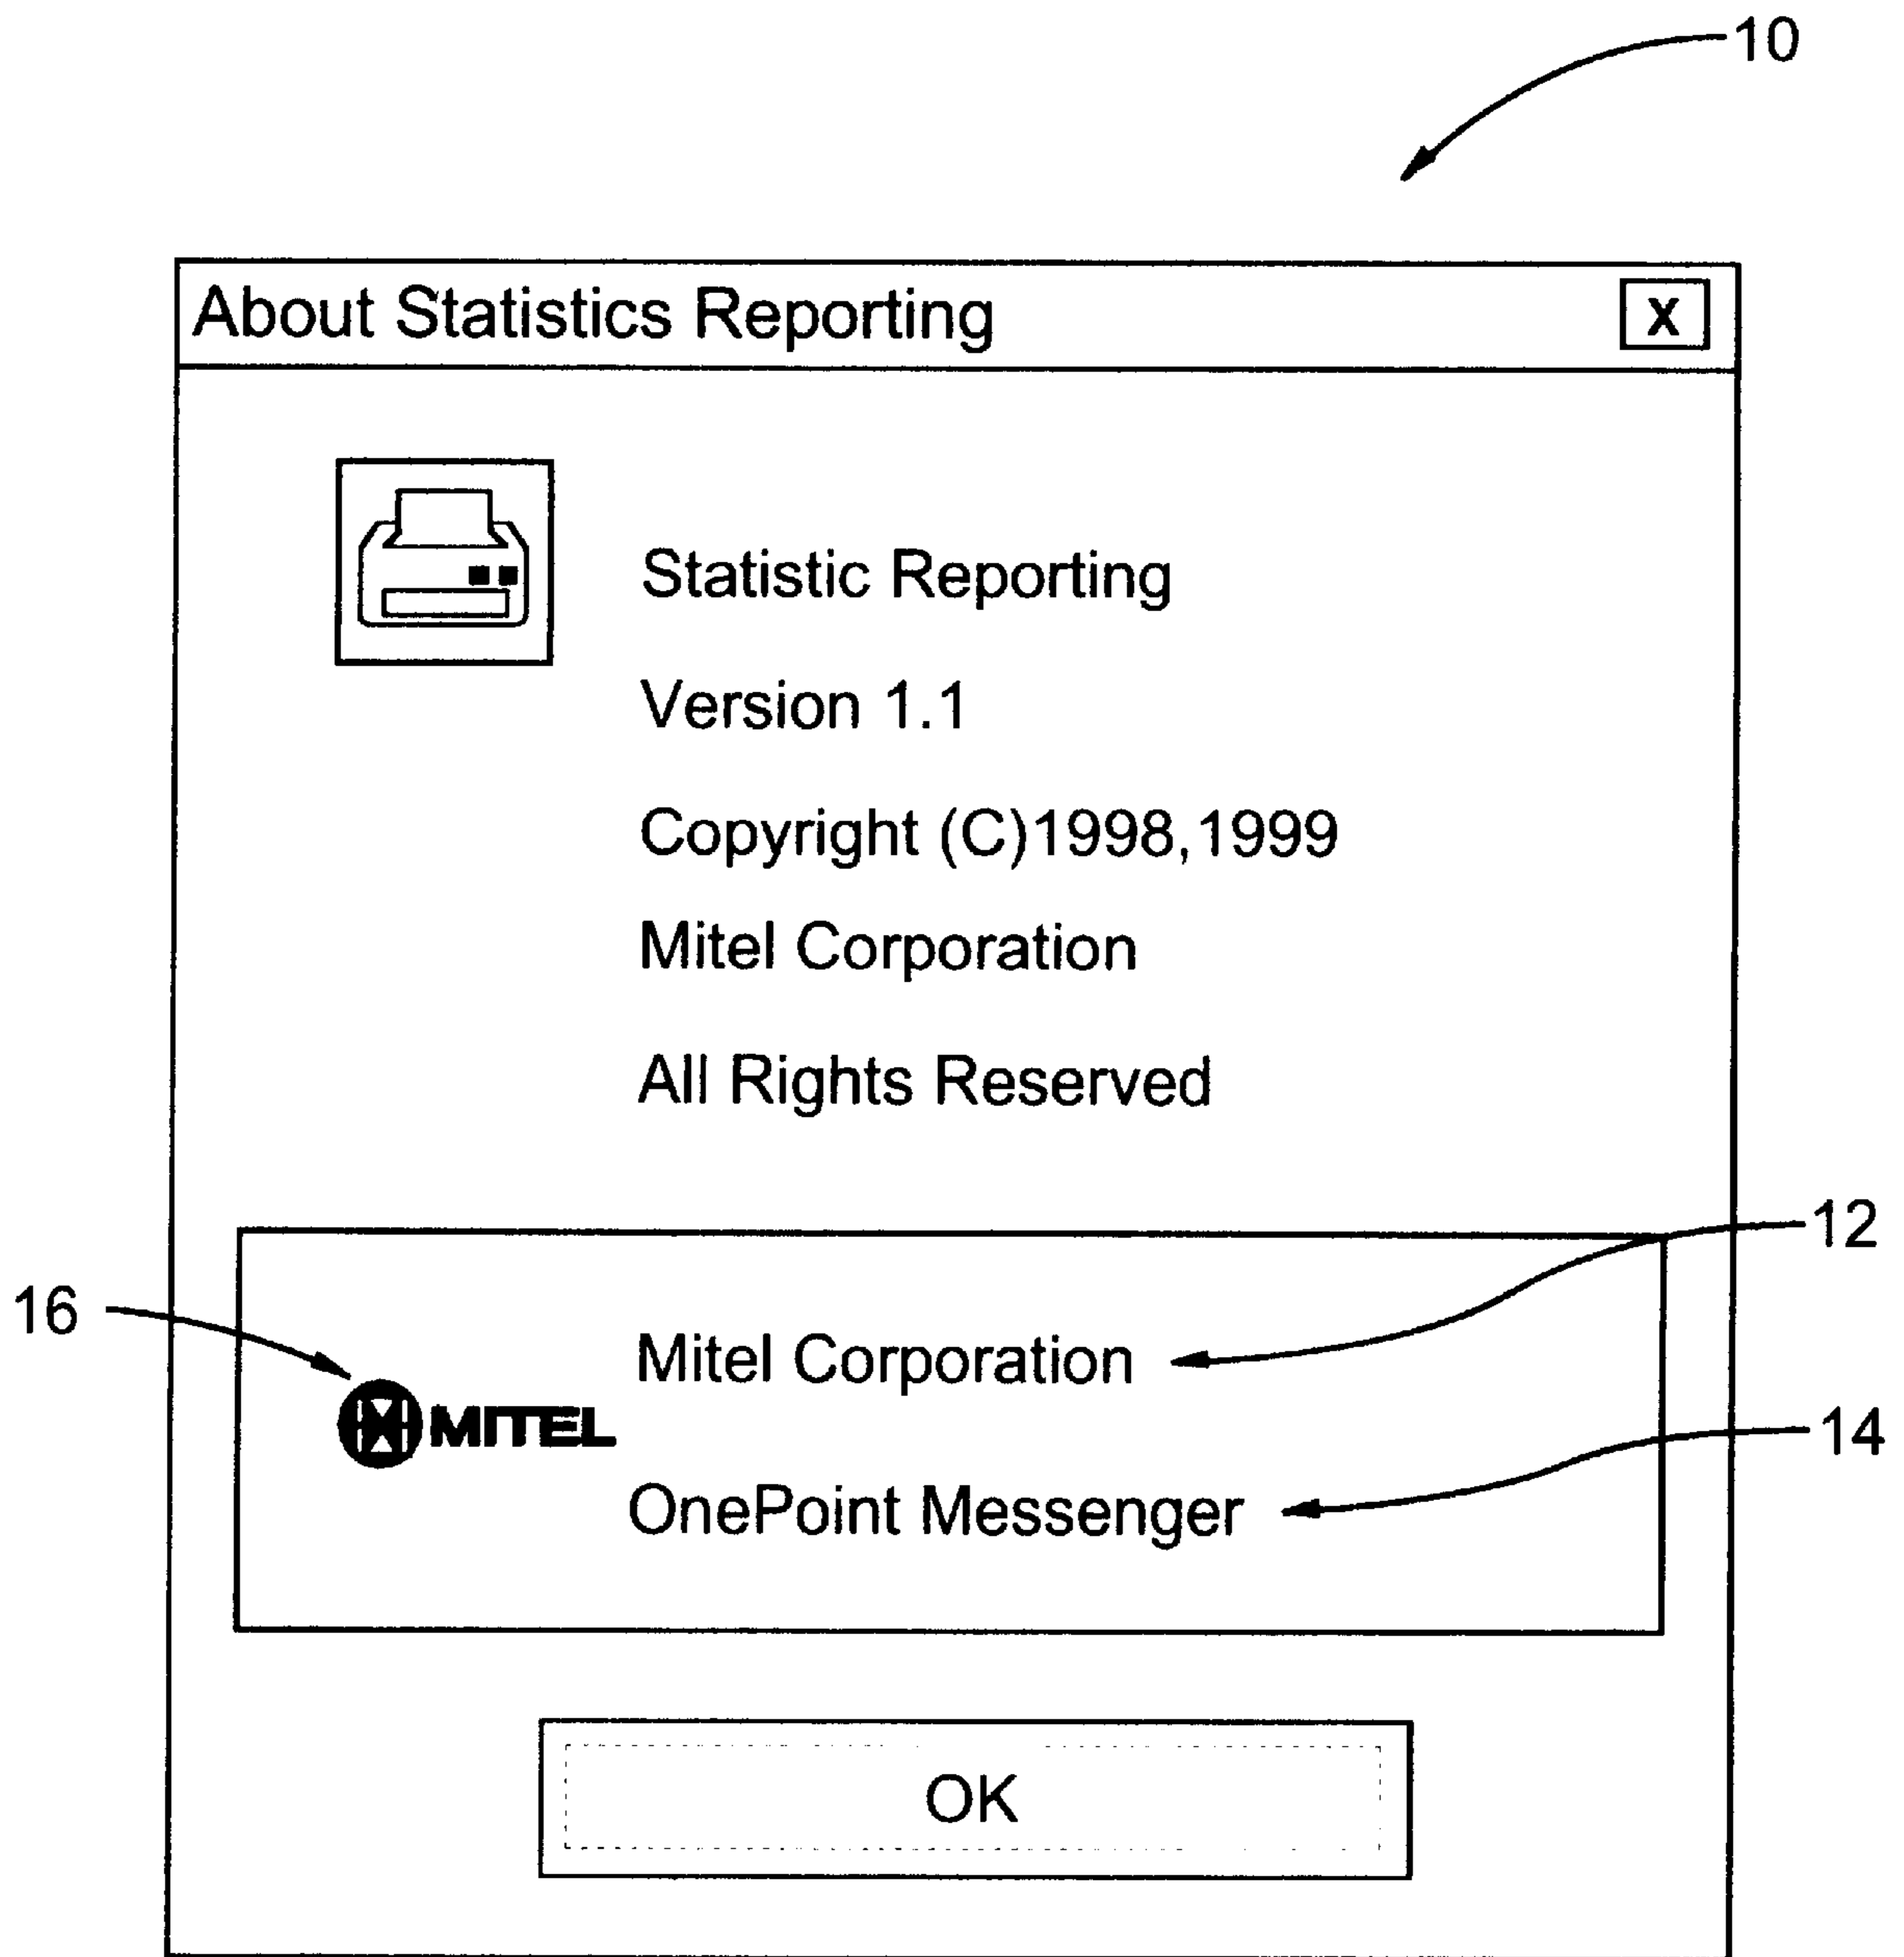 10
About Statistics Reporting X
Statistic Reporting
Version 1.1
Copyright (C)1998,1999
Mitel Corporation
All Rights Reserved
12
16
Mitel Corporation
MITEL
14
OnePoint Messenger
OK